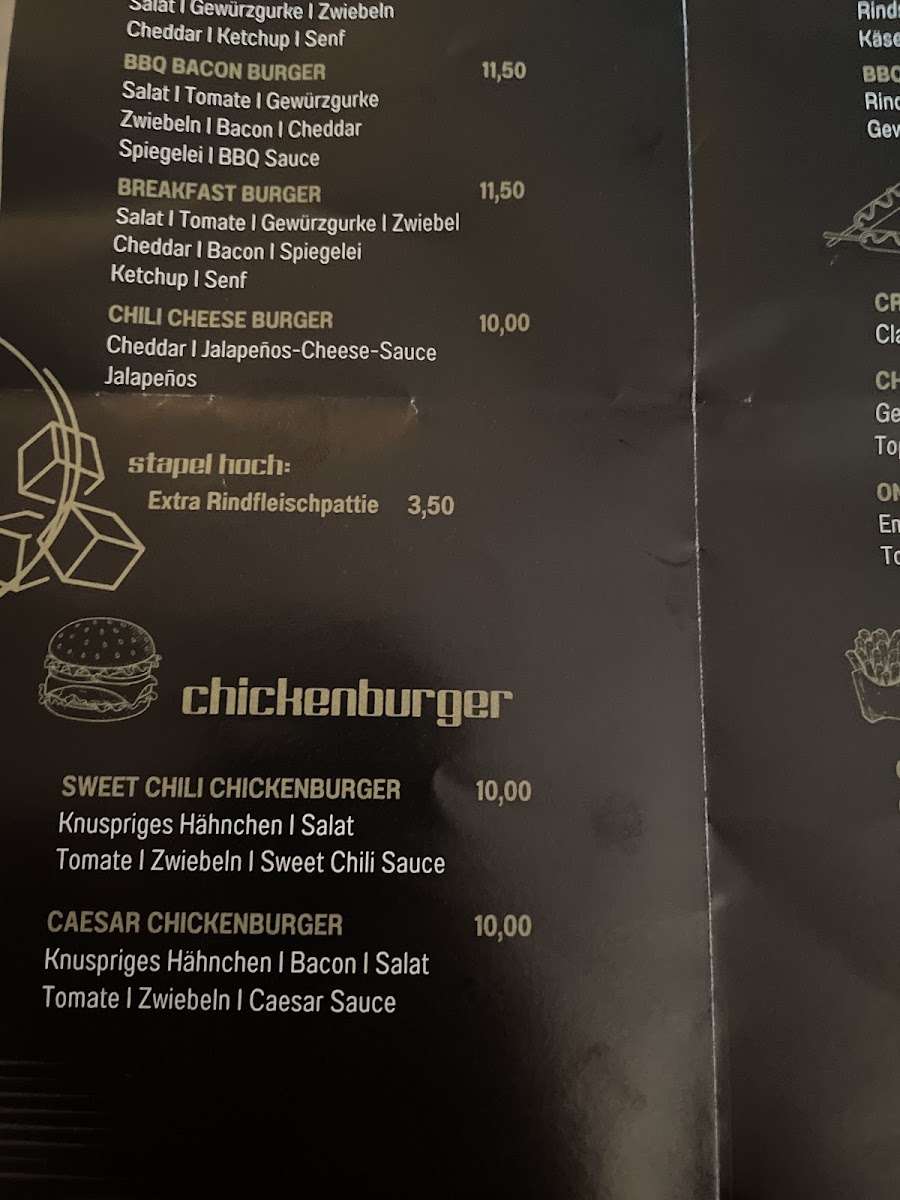 Salat I Gewürzgurke I Zwiebeln
Cheddar I Ketchup I Senf
BBQ BACON BURGER 11,50
Salat I Tomate I Gewürzgurke
Zwiebeln I Bacon I Cheddar
Spiegelei I BBQ Sauce
BREAKFAST BURGER 11,50
Salat I Tomate I Gewürzgurke I Zwiebel
Cheddar I Bacon I Spiegelei
Ketchup I Senf
CHILI CHEESE BURGER 10,00
Cheddar I Jalapeños-Cheese-Sauce
Jalapeños
stapel hoch:
Extra Rindfleischpattie 3,50
chickenburger
SWEET CHILI CHICKENBURGER 10,00
Knuspriges Hähnchen I Salat
Tomate I Zwiebeln I Sweet Chili Sauce
CAESAR CHICKENBURGER 10,00
Knuspriges Hähnchen I Bacon I Salat
Tomate I Zwiebeln I Caesar Sauce